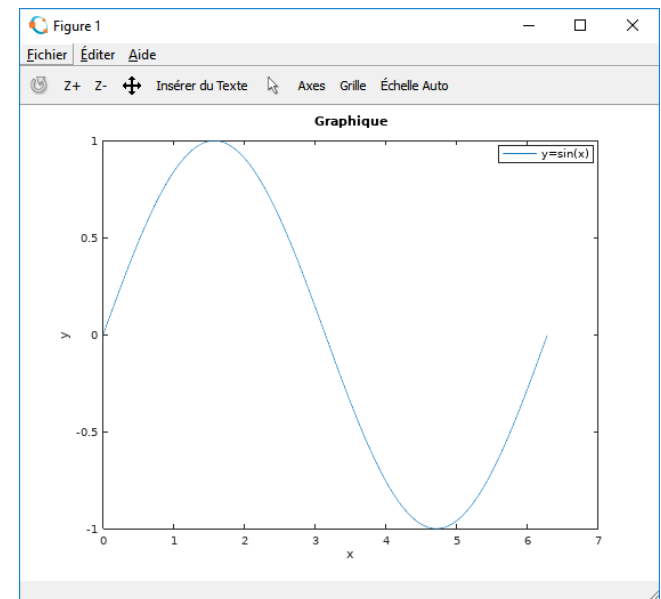 Figure 1
Fichier Éditer Aide
Z+ Z- Insérer du Texte Axes Grille Échelle Auto
Graphique
y=sin(x)
1
0.5
0
-0.5
-1
y
0 1 2 3 4 5 6 7
x